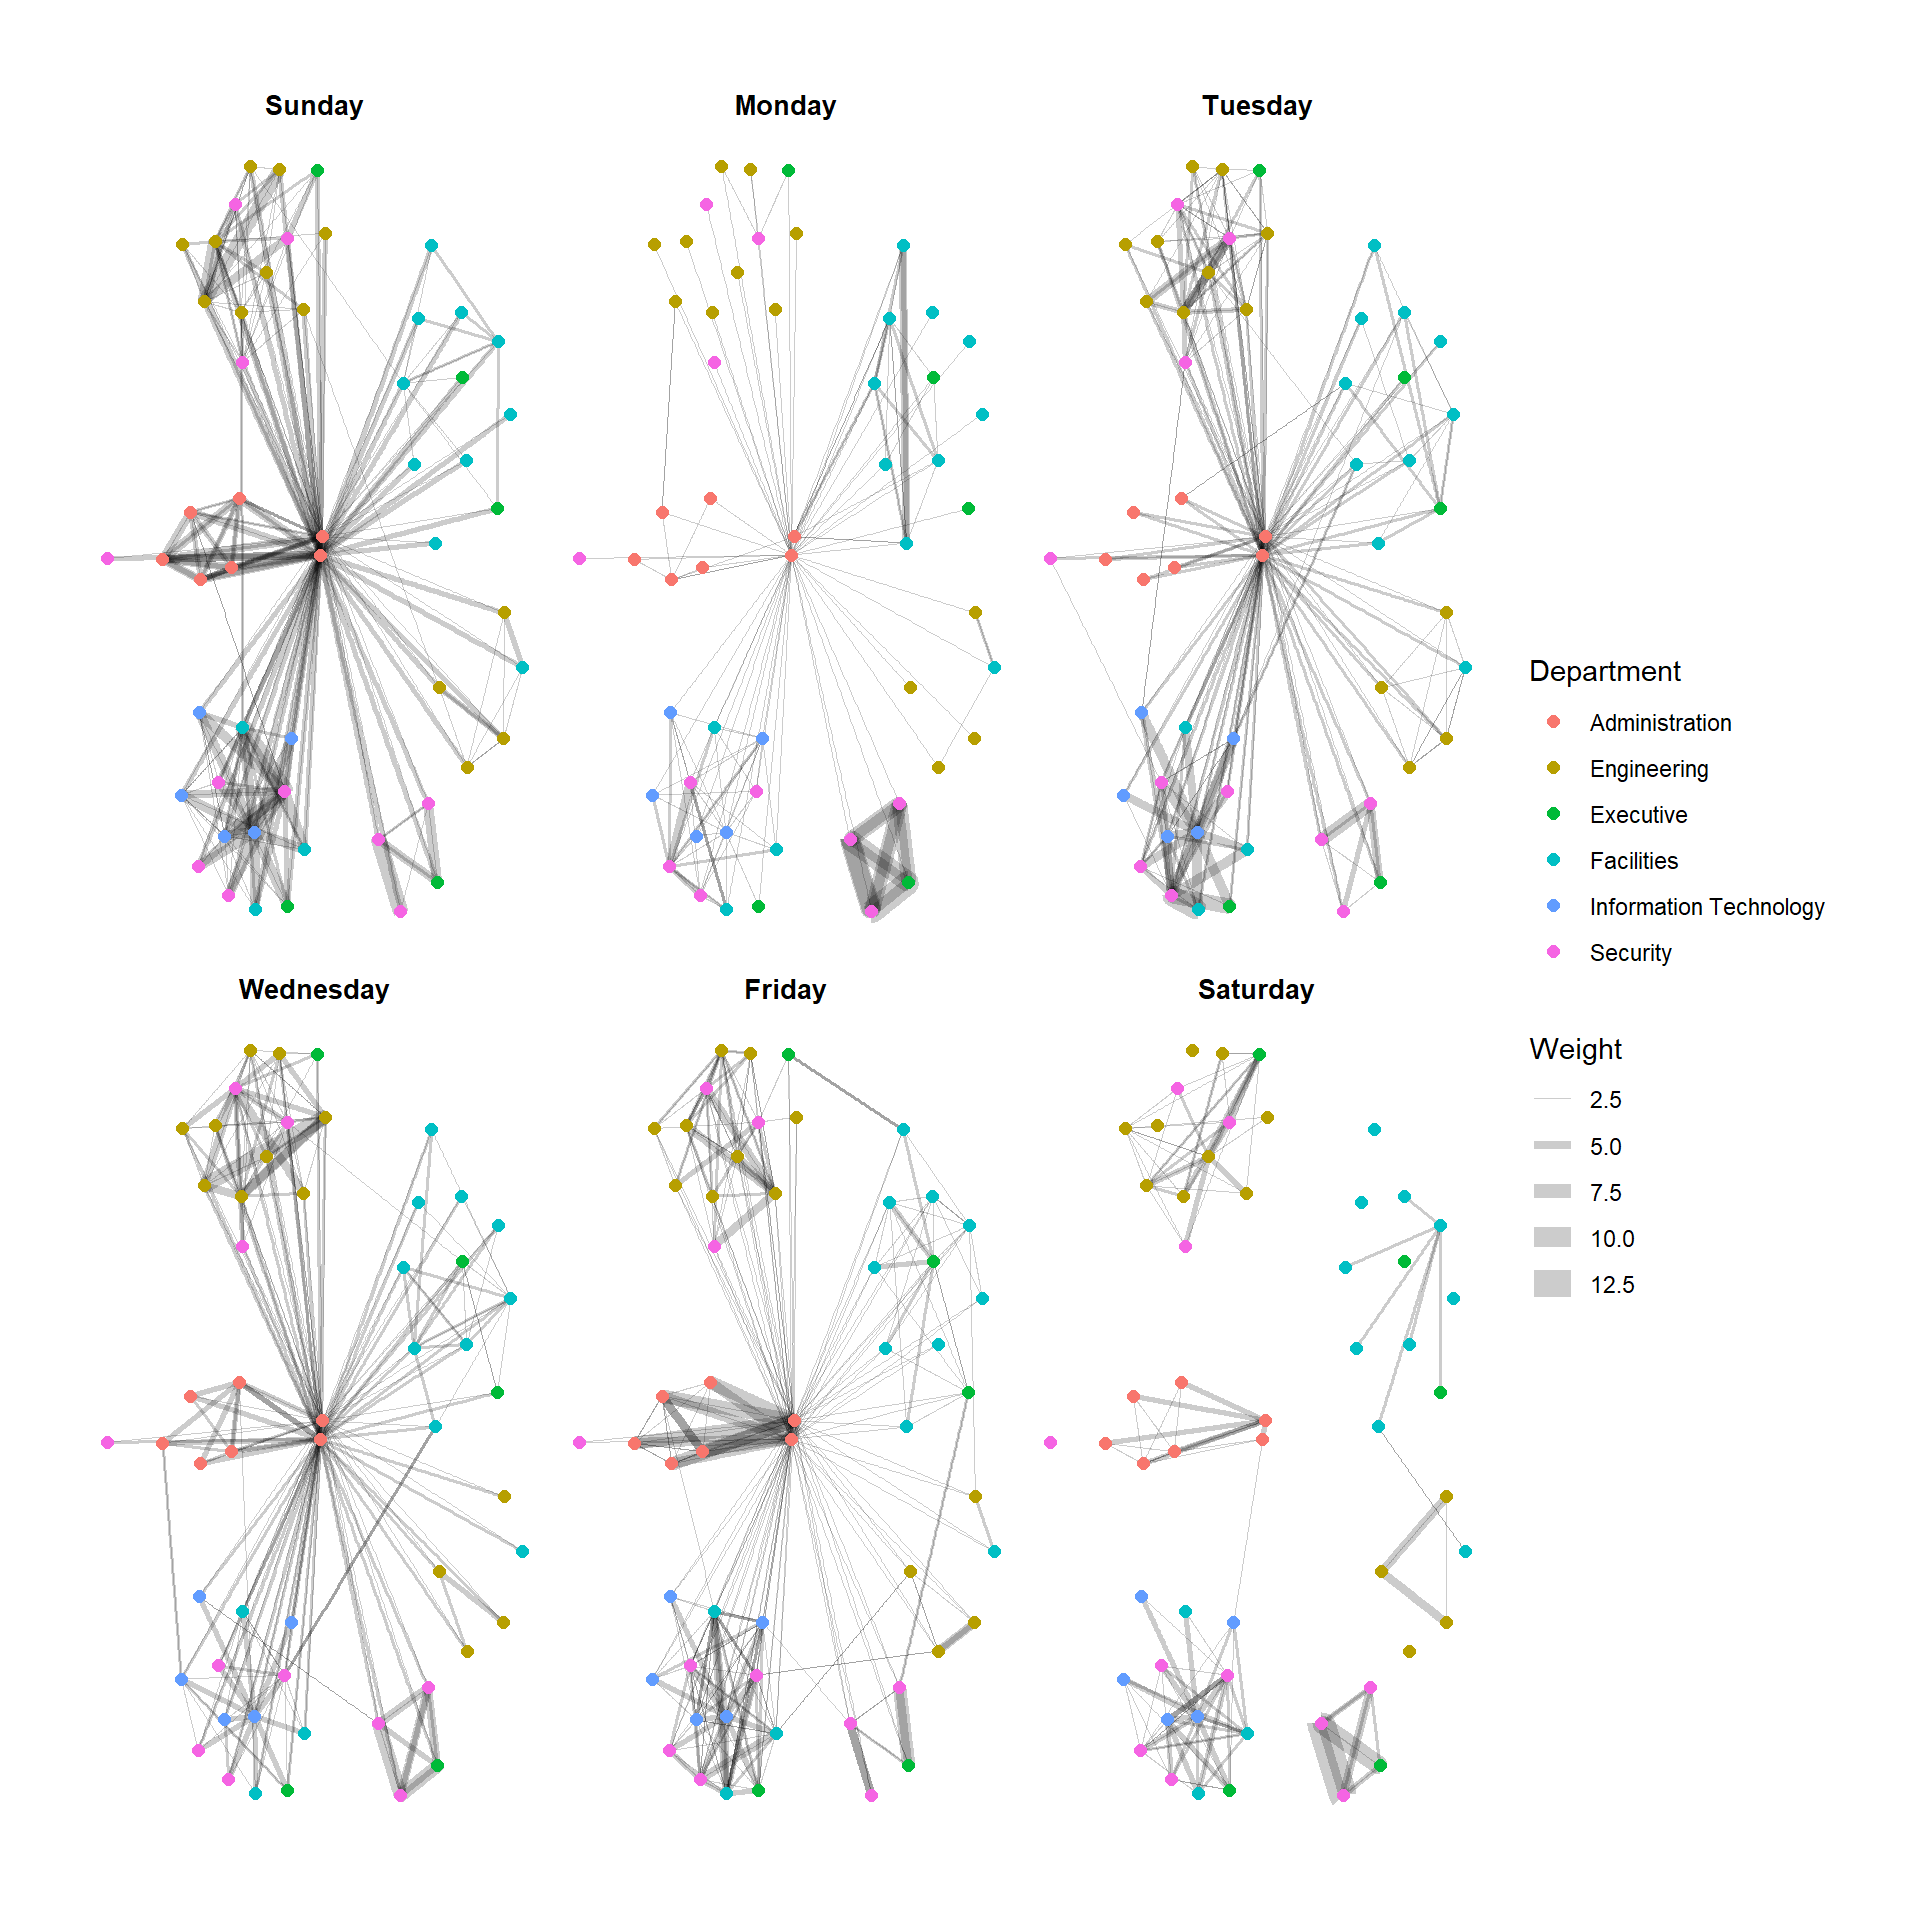 Sunday
Monday
Tuesday
Wednesday
Friday
Saturday
Department
Administration
Engineering
Executive
Facilities
Information Technology
Security
Weight
2.5
5.0
7.5
10.0
12.5